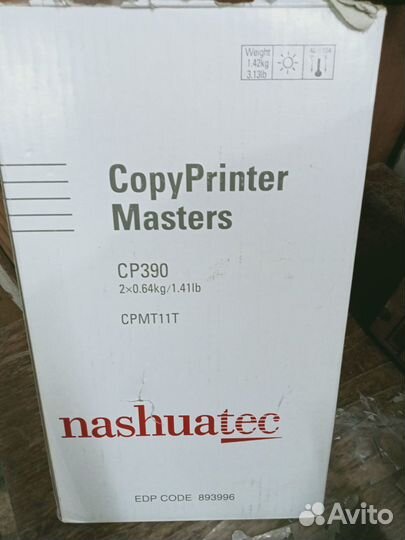 Weight
1.42kg
3.13lb
CopyPrinter
Masters
CP390
2×0.64kg/1.41lb
CPMT11T
nashuatec
EDP CODE 893996
Avito